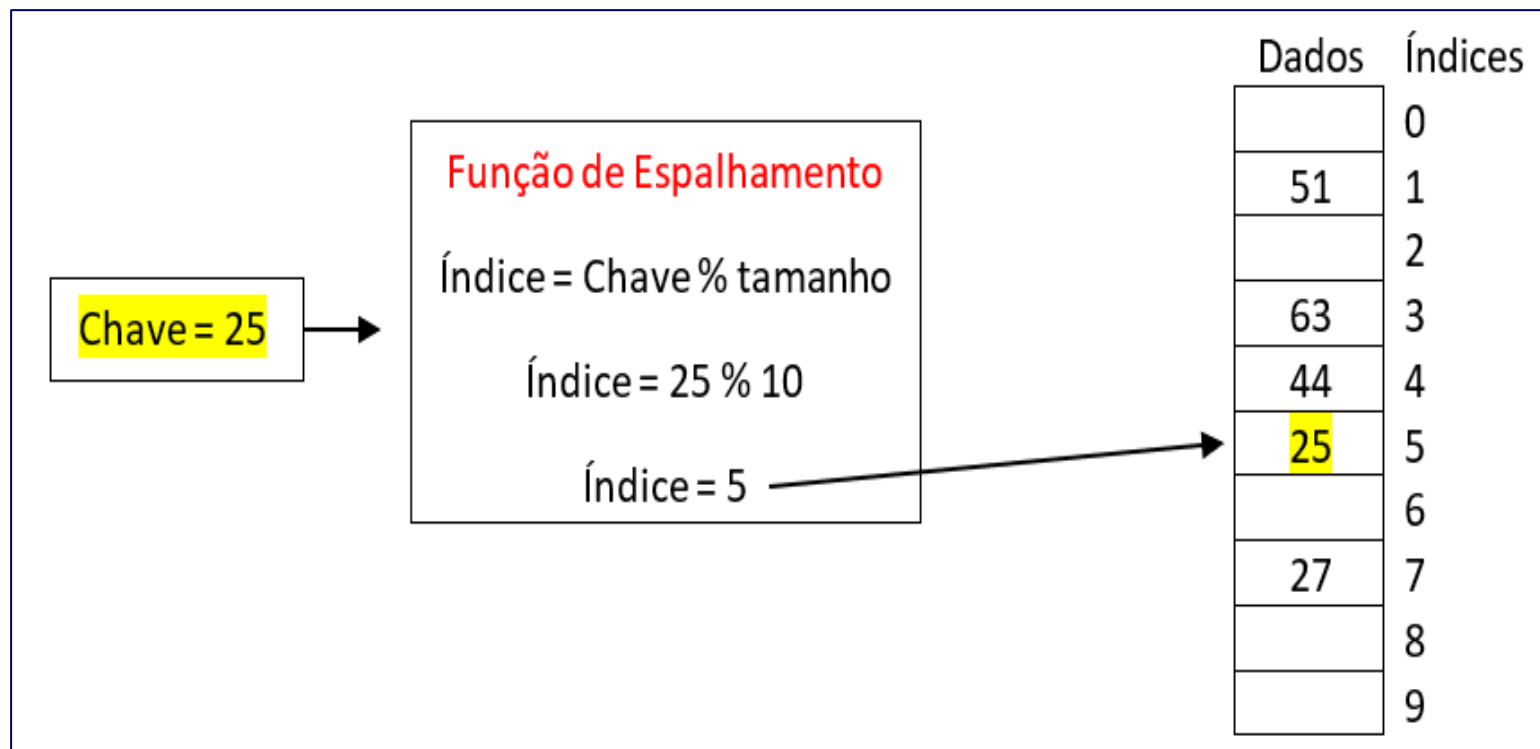 Dados Índices
0
Função de Espalhamento
51 1
Índice = Chave % tamanho
2
Chave = 25
63 3
Índice = 25 % 10
44 4
25 5
Índice = 5
6
27 7
8
9